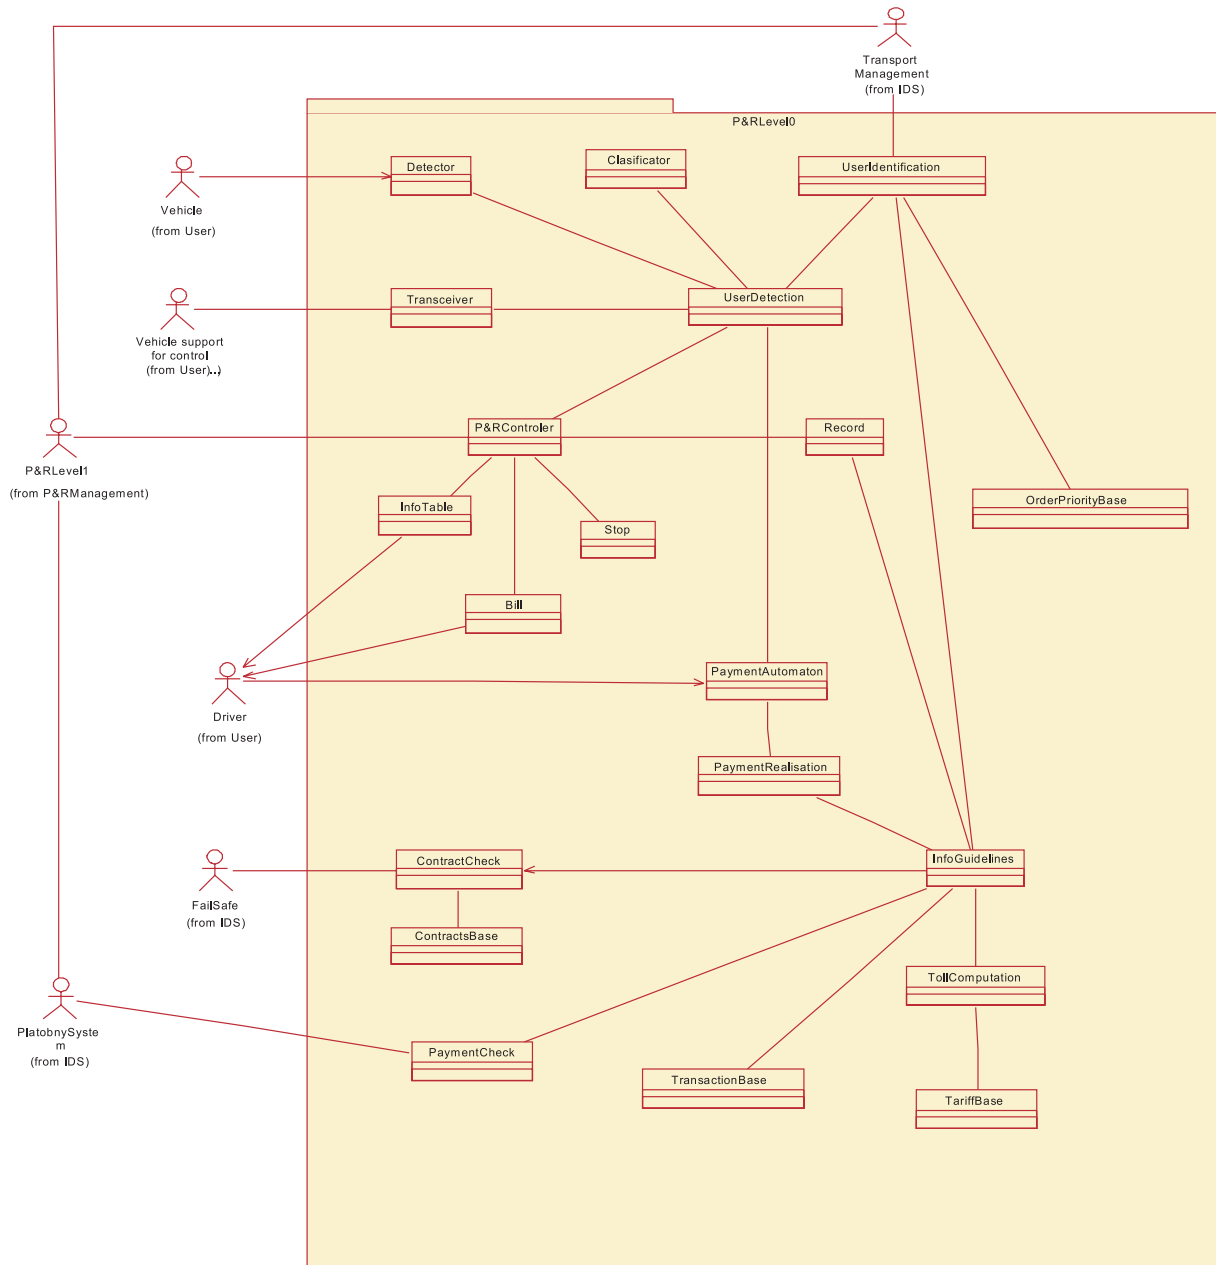 Transport
Management
(from IDS)
P&RLevel0
Detector
Clasificator
UserIdentification
Vehicle
(from User)
Transceiver
UserDetection
Vehicle support
for control
(from User)...)
P&RControler
Record
P&RLevel1
(from P&RManagement)
InfoTable
Stop
OrderPriorityBase
Bill
PaymentAutomaton
Driver
(from User)
PaymentRealisation
ContractCheck
InfoGuidelines
FailSafe
(from IDS)
ContractsBase
TollComputation
PlatobnySyste
m
(from IDS)
PaymentCheck
TransactionBase
TariffBase